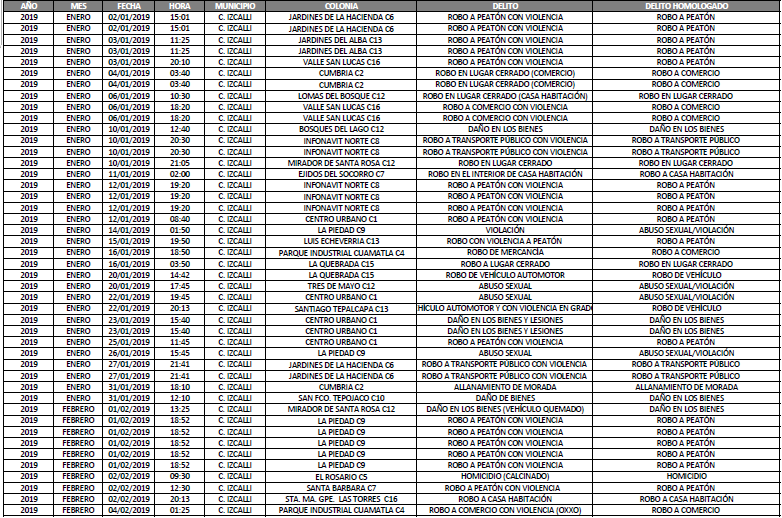 AÑO MES FECHA HORA MUNICIPIO COLONIA DELITO DELITO HOMOLOGADO
2019 ENERO 02/01/2019 15:01 C. IZCALLI JARDINES DE LA HACIENDA C6 ROBO A PEATÓN CON VIOLENCIA ROBO A PEATÓN
2019 ENERO 02/01/2019 15:01 C. IZCALLI JARDINES DE LA HACIENDA C6 ROBO A PEATÓN CON VIOLENCIA ROBO A PEATÓN
2019 ENERO 03/01/2019 11:25 C. IZCALLI JARDINES DEL ALBA C13 ROBO A PEATÓN CON VIOLENCIA ROBO A PEATÓN
2019 ENERO 03/01/2019 11:25 C. IZCALLI JARDINES DEL ALBA C13 ROBO A PEATÓN CON VIOLENCIA ROBO A PEATÓN
2019 ENERO 03/01/2019 20:10 C. IZCALLI VALLE SAN LUCAS C16 ROBO A PEATÓN CON VIOLENCIA ROBO A PEATÓN
2019 ENERO 04/01/2019 03:40 C. IZCALLI CUMBRIA C2 ROBO EN LUGAR CERRADO (COMERCIO) ROBO A COMERCIO
2019 ENERO 04/01/2019 03:40 C. IZCALLI CUMBRIA C2 ROBO EN LUGAR CERRADO (COMERCIO) ROBO A COMERCIO
2019 ENERO 06/01/2019 10:30 C. IZCALLI LOMAS DEL BOSQUE C12 ROBO EN LUGAR CERRADO (CASA HABITACIÓN) ROBO EN LUGAR CERRADO
2019 ENERO 06/01/2019 18:20 C. IZCALLI VALLE SAN LUCAS C16 ROBO A COMERCIO CON VIOLENCIA ROBO A COMERCIO
2019 ENERO 06/01/2019 18:20 C. IZCALLI VALLE SAN LUCAS C16 ROBO A COMERCIO CON VIOLENCIA ROBO A COMERCIO
2019 ENERO 10/01/2019 12:40 C. IZCALLI BOSQUES DEL LAGO C12 DAÑO EN LOS BIENES DAÑO EN LOS BIENES
2019 ENERO 10/01/2019 20:30 C. IZCALLI INFONAVIT NORTE C8 ROBO A TRANSPORTE PÚBLICO CON VIOLENCIA ROBO A TRANSPORTE PÚBLICO
2019 ENERO 10/01/2019 20:30 C. IZCALLI INFONAVIT NORTE C8 ROBO A TRANSPORTE PÚBLICO CON VIOLENCIA ROBO A TRANSPORTE PÚBLICO
2019 ENERO 10/01/2019 21:05 C. IZCALLI MIRADOR DE SANTA ROSA C12 ROBO EN LUGAR CERRADO ROBO EN LUGAR CERRADO
2019 ENERO 11/01/2019 02:00 C. IZCALLI EJIDOS DEL SOCORRO C7 ROBO EN EL INTERIOR DE CASA HABITACIÓN ROBO A CASA HABITACIÓN
2019 ENERO 12/01/2019 19:20 C. IZCALLI INFONAVIT NORTE C8 ROBO A PEATÓN CON VIOLENCIA ROBO A PEATÓN
2019 ENERO 12/01/2019 19:20 C. IZCALLI INFONAVIT NORTE C8 ROBO A PEATÓN CON VIOLENCIA ROBO A PEATÓN
2019 ENERO 12/01/2019 19:20 C. IZCALLI INFONAVIT NORTE C8 ROBO A PEATÓN CON VIOLENCIA ROBO A PEATÓN
2019 ENERO 12/01/2019 08:40 C. IZCALLI CENTRO URBANO C1 ROBO A PEATÓN CON VIOLENCIA ROBO A PEATÓN
2019 ENERO 14/01/2019 01:50 C. IZCALLI LA PIEDAD C9 VIOLACIÓN ABUSO SEXUAL/VIOLACIÓN
2019 ENERO 15/01/2019 19:50 C. IZCALLI LUIS ECHEVERRIA C13 ROBO CON VIOLENCIA A PEATÓN ROBO A PEATÓN
2019 ENERO 16/01/2019 18:50 C. IZCALLI PARQUE INDUSTRIAL CUAMATLA C4 ROBO DE MERCANCÍA ROBO A COMERCIO
2019 ENERO 16/01/2019 03:50 C. IZCALLI LA QUEBRADA C15 ROBO A LUGAR CERRADO ROBO EN LUGAR CERRADO
2019 ENERO 20/01/2019 14:42 C. IZCALLI LA QUEBRADA C15 ROBO DE VEHÍCULO AUTOMOTOR ROBO DE VEHÍCULO
2019 ENERO 20/01/2019 17:45 C. IZCALLI TRES DE MAYO C12 ABUSO SEXUAL ABUSO SEXUAL/VIOLACIÓN
2019 ENERO 22/01/2019 19:45 C. IZCALLI CENTRO URBANO C1 ABUSO SEXUAL ABUSO SEXUAL/VIOLACIÓN
2019 ENERO 22/01/2019 20:13 C. IZCALLI SANTIAGO TEPALCAPA C13 HÍCULO AUTOMOTOR Y CON VIOLENCIA EN GRADO ROBO DE VEHÍCULO
2019 ENERO 23/01/2019 15:40 C. IZCALLI CENTRO URBANO C1 DAÑO EN LOS BIENES Y LESIONES DAÑO EN LOS BIENES
2019 ENERO 23/01/2019 15:40 C. IZCALLI CENTRO URBANO C1 DAÑO EN LOS BIENES Y LESIONES DAÑO EN LOS BIENES
2019 ENERO 25/01/2019 11:45 C. IZCALLI CENTRO URBANO C1 ROBO A PEATÓN CON VIOLENCIA ROBO A PEATÓN
2019 ENERO 26/01/2019 15:45 C. IZCALLI LA PIEDAD C9 ABUSO SEXUAL ABUSO SEXUAL/VIOLACIÓN
2019 ENERO 27/01/2019 21:41 C. IZCALLI JARDINES DE LA HACIENDA C6 ROBO A TRANSPORTE PÚBLICO CON VIOLENCIA ROBO A TRANSPORTE PÚBLICO
2019 ENERO 27/01/2019 21:41 C. IZCALLI JARDINES DE LA HACIENDA C6 ROBO A TRANSPORTE PÚBLICO CON VIOLENCIA ROBO A TRANSPORTE PÚBLICO
2019 ENERO 31/01/2019 18:10 C. IZCALLI CUMBRIA C2 ALLANAMIENTO DE MORADA ALLANAMIENTO DE MORADA
2019 ENERO 31/01/2019 12:10 C. IZCALLI SAN FCO. TEPOJACO C10 DAÑO DE BIENES DAÑO EN LOS BIENES
2019 FEBRERO 01/02/2019 13:25 C. IZCALLI MIRADOR DE SANTA ROSA C12 DAÑO EN LOS BIENES (VEHÍCULO QUEMADO) DAÑO EN LOS BIENES
2019 FEBRERO 01/02/2019 18:52 C. IZCALLI LA PIEDAD C9 ROBO A PEATÓN CON VIOLENCIA ROBO A PEATÓN
2019 FEBRERO 01/02/2019 18:52 C. IZCALLI LA PIEDAD C9 ROBO A PEATÓN CON VIOLENCIA ROBO A PEATÓN
2019 FEBRERO 01/02/2019 18:52 C. IZCALLI LA PIEDAD C9 ROBO A PEATÓN CON VIOLENCIA ROBO A PEATÓN
2019 FEBRERO 01/02/2019 18:52 C. IZCALLI LA PIEDAD C9 ROBO A PEATÓN CON VIOLENCIA ROBO A PEATÓN
2019 FEBRERO 01/02/2019 18:52 C. IZCALLI LA PIEDAD C9 ROBO A PEATÓN CON VIOLENCIA ROBO A PEATÓN
2019 FEBRERO 02/02/2019 09:30 C. IZCALLI EL ROSARIO C5 HOMICIDIO (CALCINADO) HOMICIDIO
2019 FEBRERO 02/02/2019 12:30 C. IZCALLI SANTA BARBARA C7 ROBO A PEATÓN CON VIOLENCIA ROBO A PEATÓN
2019 FEBRERO 02/02/2019 20:13 C. IZCALLI STA. MA. GPE. LAS TORRES C16 ROBO A CASA HABITACIÓN ROBO A CASA HABITACIÓN
2019 FEBRERO 04/02/2019 01:25 C. IZCALLI PARQUE INDUSTRIAL CUAMATLA C4 ROBO A COMERCIO CON VIOLENCIA (OXXO) ROBO A COMERCIO